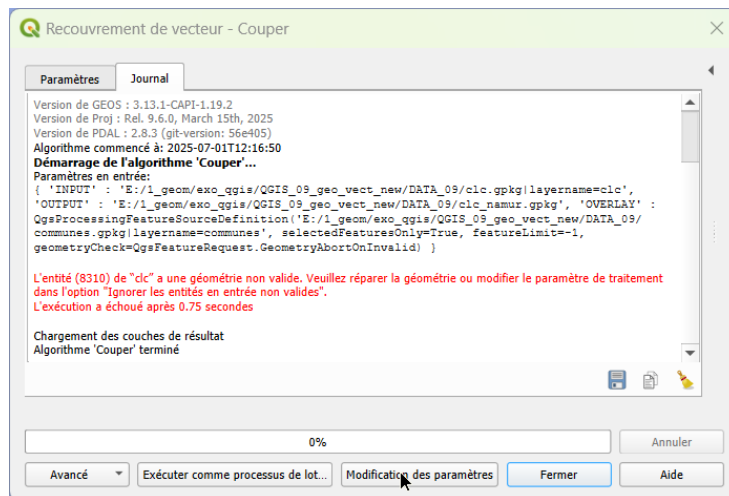 Recouvrement de vecteur - Couper
Paramètres
Journal
Version de GEOS : 3.13.1-CAPI-1.19.2
Version de Proj : Rel. 9.6.0, March 15th, 2025
Version de PDAL : 2.8.3 (git-version: 56e405)
Algorithme commencé à: 2025-07-01T12:16:50
Démarrage de l'algorithme 'Couper'…
Paramètres en entrée:
{ 'INPUT' : 'E:/1_geom/exo_qgis/QGIS_09_geo_vect_new/DATA_09/clc.gpkg|layername=clc',
'OUTPUT' : 'E:/1_geom/exo_qgis/QGIS_09_geo_vect_new/DATA_09/clc_namur.gpkg', 'OVERLAY' :
QgsProcessingFeatureSourceDefinition('E:/1_geom/exo_qgis/QGIS_09_geo_vect_new/DATA_09/
communes.gpkg|layername=communes', selectedFeaturesOnly=True, featureLimit=-1,
geometryCheck=QgsFeatureRequest.GeometryAbortOnInvalid) }
L'entité (8310) de "clc" a une géométrie non valide. Veuillez réparer la géométrie ou modifier le paramètre de traitement
dans l'option "Ignorer les entités en entrée non valides".
L'exécution a échoué après 0.75 secondes
Chargement des couches de résultat
Algorithme 'Couper' terminé
0%
Annuler
Avancé
Exécuter comme processus de lot…
Modification des paramètres
Fermer
Aide